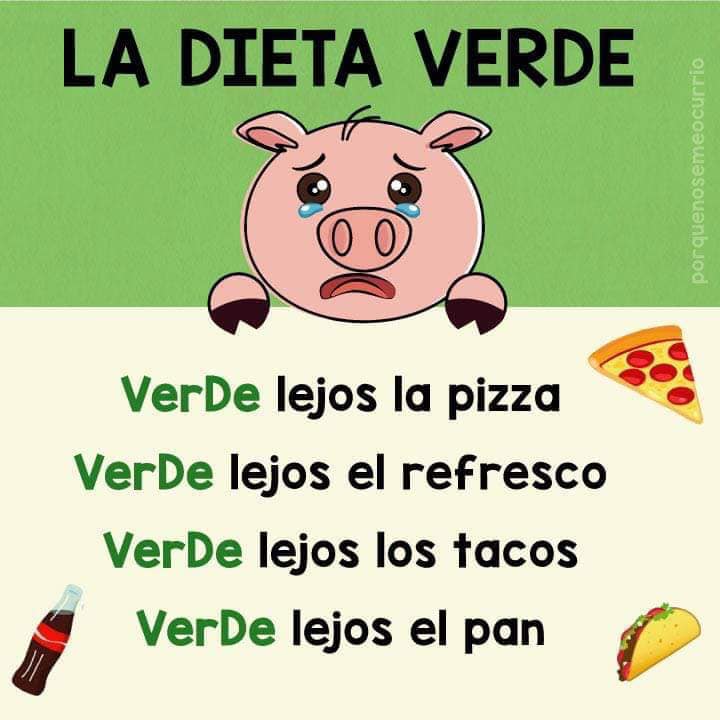 LA DIETA VERDE
porquenosemeocurrio
VerDe lejos la pizza
VerDe lejos el refresco
VerDe lejos los tacos
VerDe lejos el pan